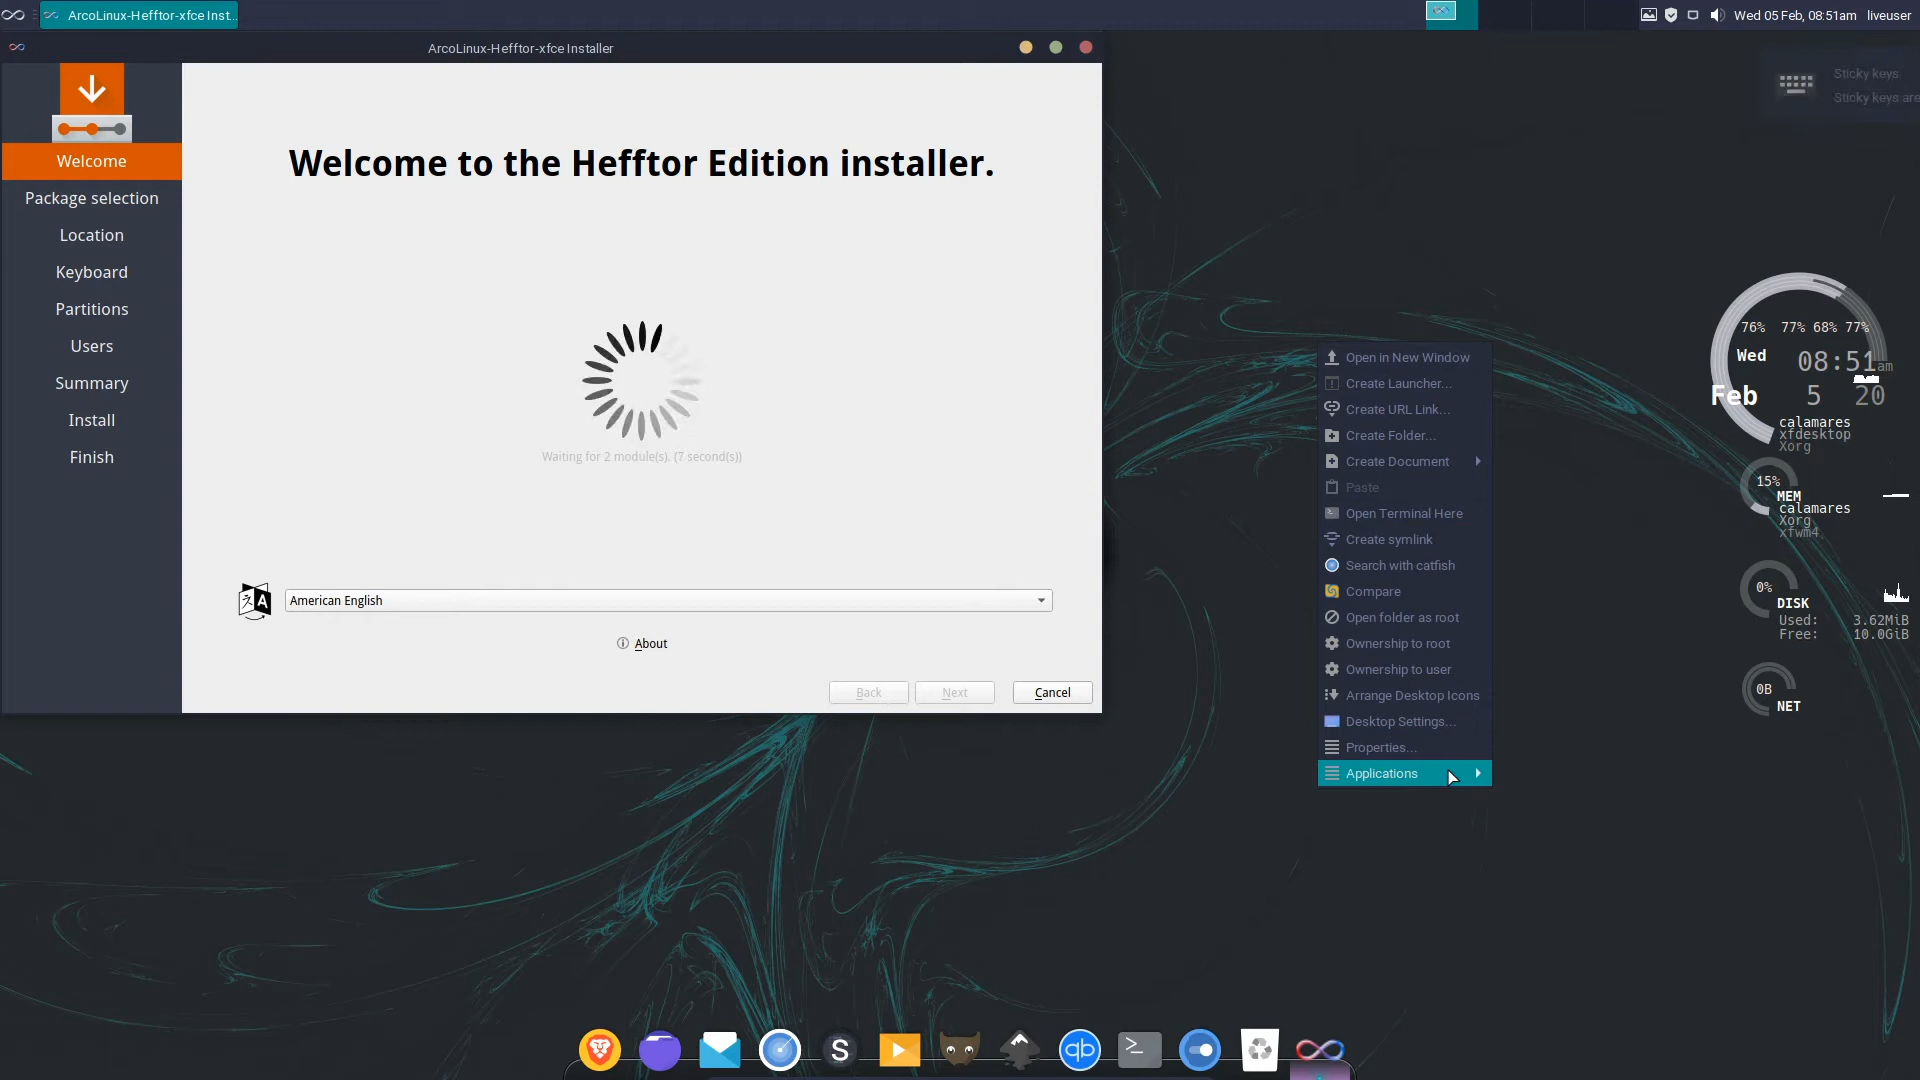 ArcoLinux-Hefftor-xfce Inst...
Wed 05 Feb, 08:51am
liveuser
ArcoLinux-Hefftor-xfce Installer
Welcome
Package selection
Location
Keyboard
Partitions
Users
Summary
Install
Finish
Welcome to the Hefftor Edition installer.
Waiting for 2 module(s). (7 second(s))
American English
About
Back
Next
Cancel
Open in New Window
Create Launcher...
Create URL Link...
Create Folder...
Create Document
Paste
Open Terminal Here
Create symlink
Search with catfish
Compare
Open folder as root
Ownership to root
Ownership to user
Arrange Desktop Icons
Desktop Settings...
Properties...
Applications
Sticky keys
Sticky keys are
76% 77% 68% 77%
Wed 08:51am
Feb 5 20
calamares
xfdesktop
Xorg
15%
MEM
calamares
Xorg
xfwm4
0%
DISK
Used: 3.62MiB
Free: 10.0GiB
0B
NET
S
qb